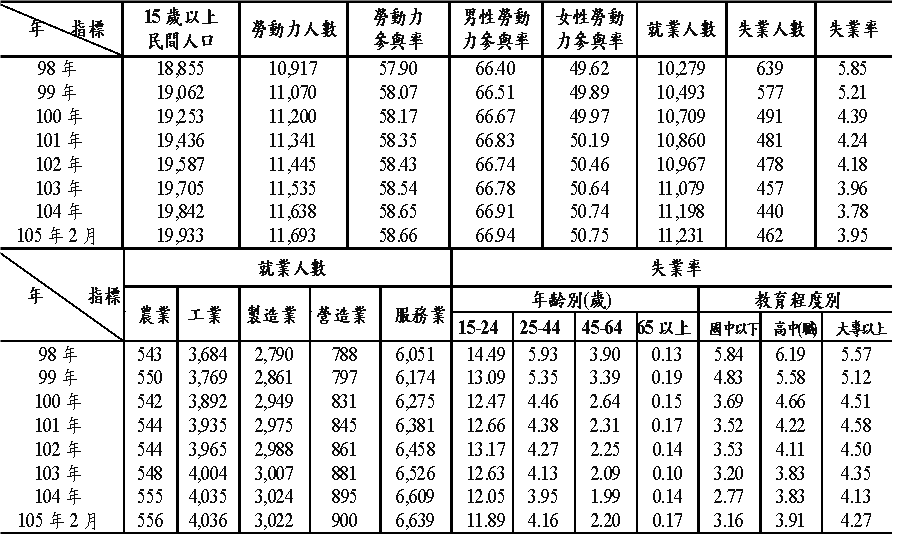 年 指標 15歲以上民間人口 勞動力人數 勞動力參與率 男性勞動力參與率 女性勞動力參與率 就業人數 失業人數 失業率
98年 18,855 10,917 57.90 66.40 49.62 10,279 639 5.85
99年 19,062 11,070 58.07 66.51 49.89 10,493 577 5.21
100年 19,253 11,200 58.17 66.67 49.97 10,709 491 4.39
101年 19,436 11,341 58.35 66.83 50.19 10,860 481 4.24
102年 19,587 11,445 58.43 66.74 50.46 10,967 478 4.18
103年 19,705 11,535 58.54 66.78 50.64 11,079 457 3.96
104年 19,842 11,638 58.65 66.91 50.74 11,198 440 3.78
105年2月 19,933 11,693 58.66 66.94 50.75 11,231 462 3.95
年 指標 就業人數 失業率
年齡別(歲) 教育程度別
農業 工業 製造業 營造業 服務業 15-24 25-44 45-64 65以上 國中以下 高中(職) 大專以上
98年 543 3,684 2,790 788 6,051 14.49 5.93 3.90 0.13 5.84 6.19 5.57
99年 550 3,769 2,861 797 6,174 13.09 5.35 3.39 0.19 4.83 5.58 5.12
100年 542 3,892 2,949 831 6,275 12.47 4.46 2.64 0.15 3.69 4.66 4.51
101年 544 3,935 2,975 845 6,381 12.66 4.38 2.31 0.17 3.52 4.22 4.58
102年 544 3,965 2,988 861 6,458 13.17 4.27 2.25 0.14 3.53 4.11 4.50
103年 548 4,004 3,007 881 6,526 12.63 4.13 2.09 0.10 3.20 3.83 4.35
104年 555 4,035 3,024 895 6,609 12.05 3.95 1.99 0.14 2.77 3.83 4.13
105年2月 556 4,036 3,022 900 6,639 11.89 4.16 2.20 0.17 3.16 3.91 4.27